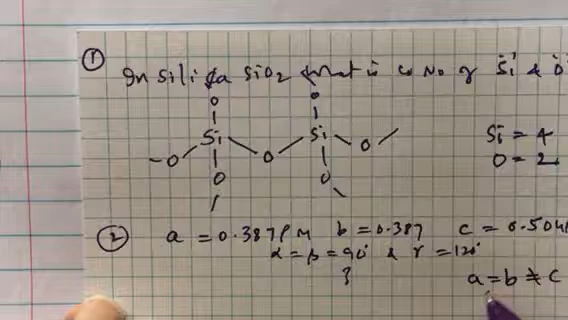 ① In Silica SiO2 what is Co No of Si & O
O O
Si Si O
O O
O O
Si = 4
O = 2
② a = 0.387 PM b = 0.387 c = 0.504
α = β = 90° & γ = 120°
?
a = b ≠ c